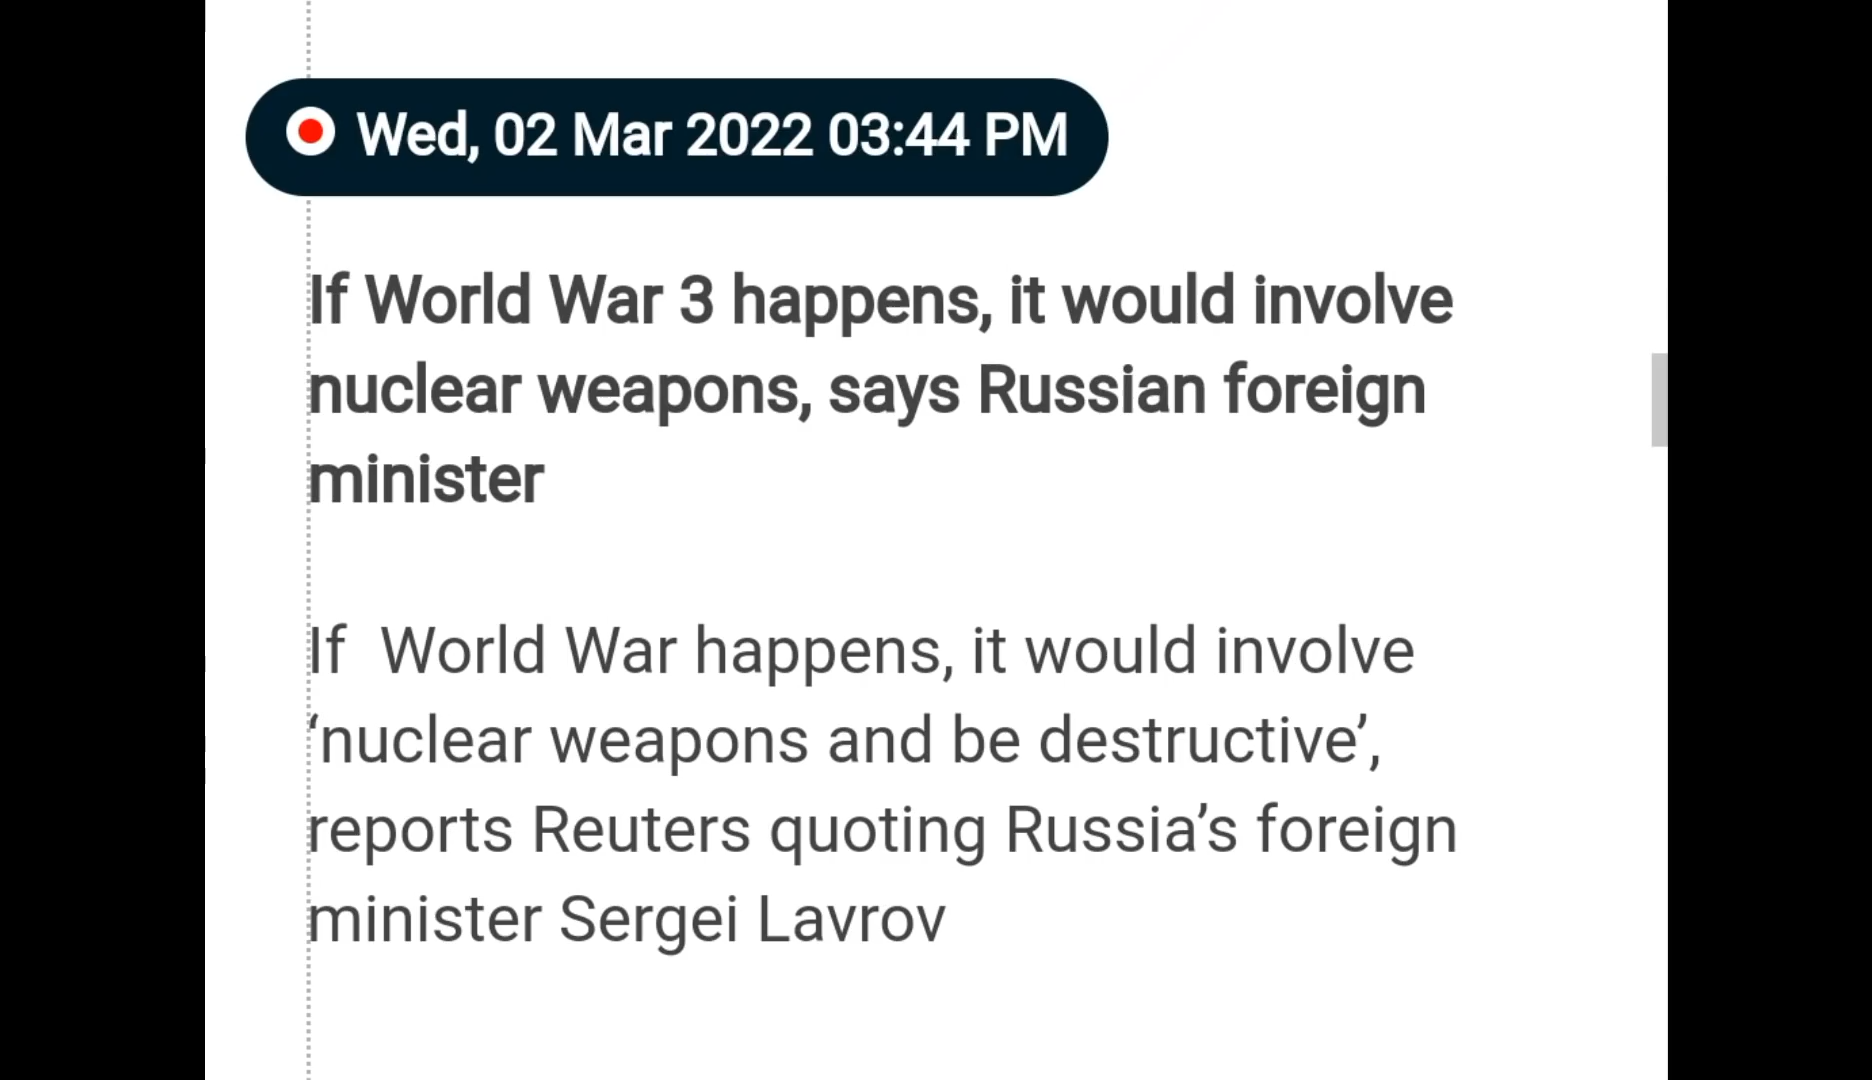 Wed, 02 Mar 2022 03:44 PM
If World War 3 happens, it would involve
nuclear weapons, says Russian foreign
minister
If  World War happens, it would involve
‘nuclear weapons and be destructive’,
reports Reuters quoting Russia’s foreign
minister Sergei Lavrov